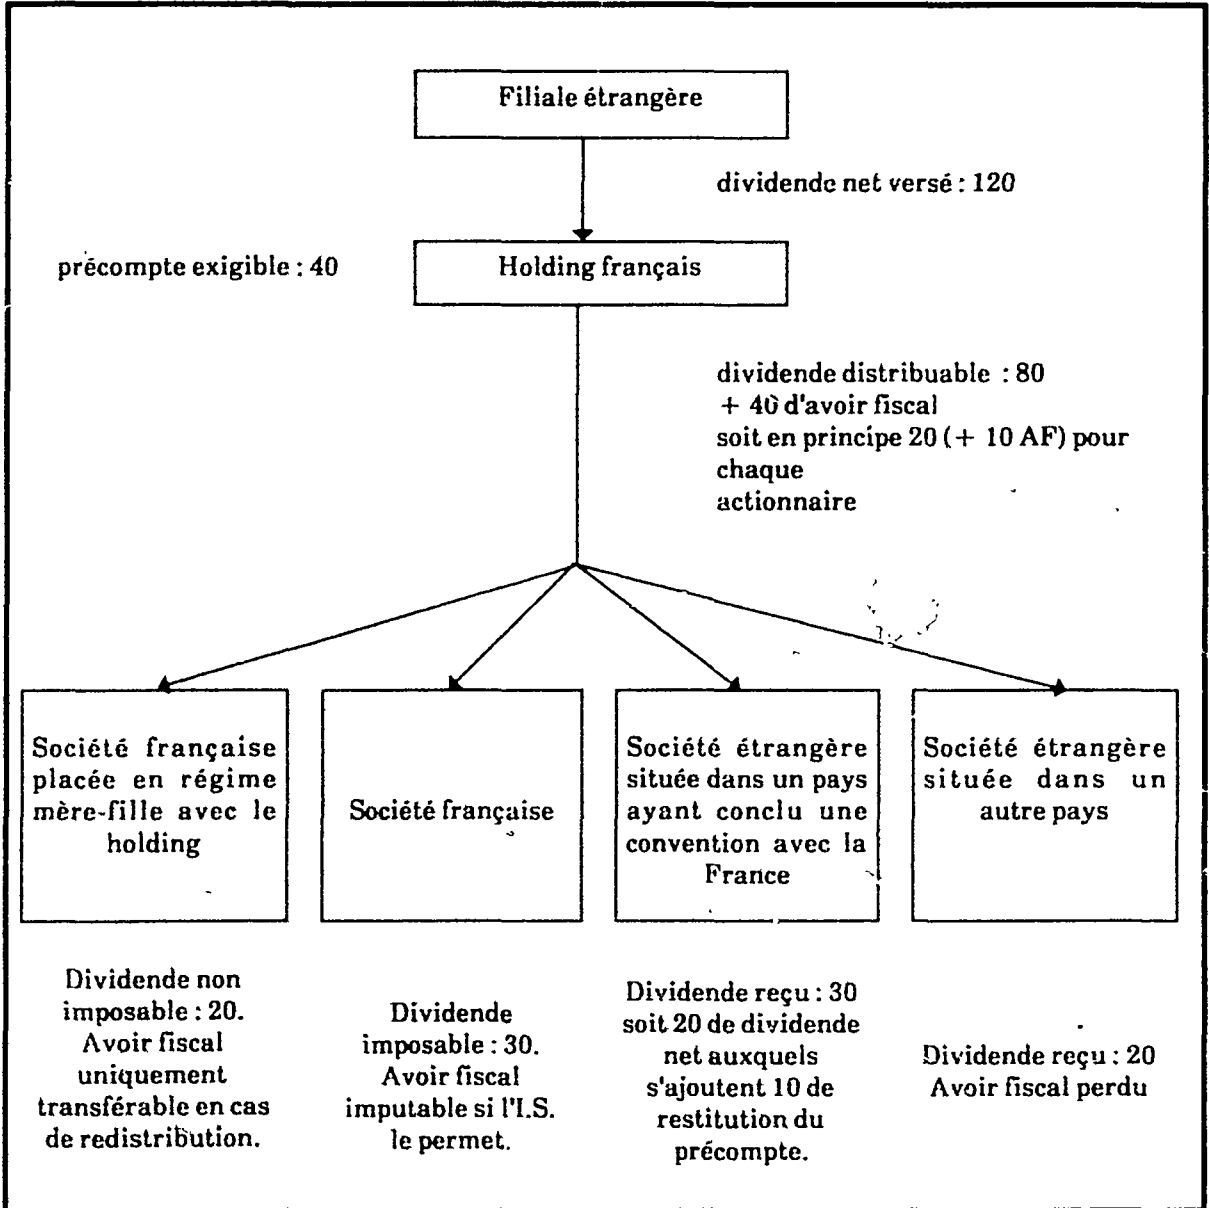 Filiale étrangère
dividende net versé : 120
précompte exigible : 40
Holding français
dividende distribuable : 80
+ 40 d'avoir fiscal
soit en principe 20 (+ 10 AF) pour
chaque
actionnaire
Société française
placée en régime
mère-fille avec le
holding
Société française
Société étrangère
située dans un pays
ayant conclu une
convention avec la
France
Société étrangère
située dans un
autre pays
Dividende non
imposable : 20.
Avoir fiscal
uniquement
transférable en cas
de redistribution.
Dividende
imposable : 30.
Avoir fiscal
imputable si l'I.S.
le permet.
Dividende reçu : 30
soit 20 de dividende
net auxquels
s'ajoutent 10 de
restitution du
précompte.
Dividende reçu : 20
Avoir fiscal perdu